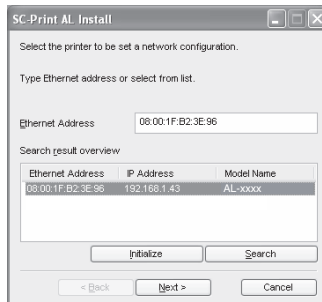 SC-Print AL Install
Select the printer to be set a network configuration.
Type Ethernet address or select from list.
Ethernet Address 08:00:1F:B2:3E:96
Search result overview
Ethernet Address IP Address Model Name
08:00:1F:B2:3E:96 192.168.1.43 AL-xxxx
Initialize Search
< Back Next > Cancel